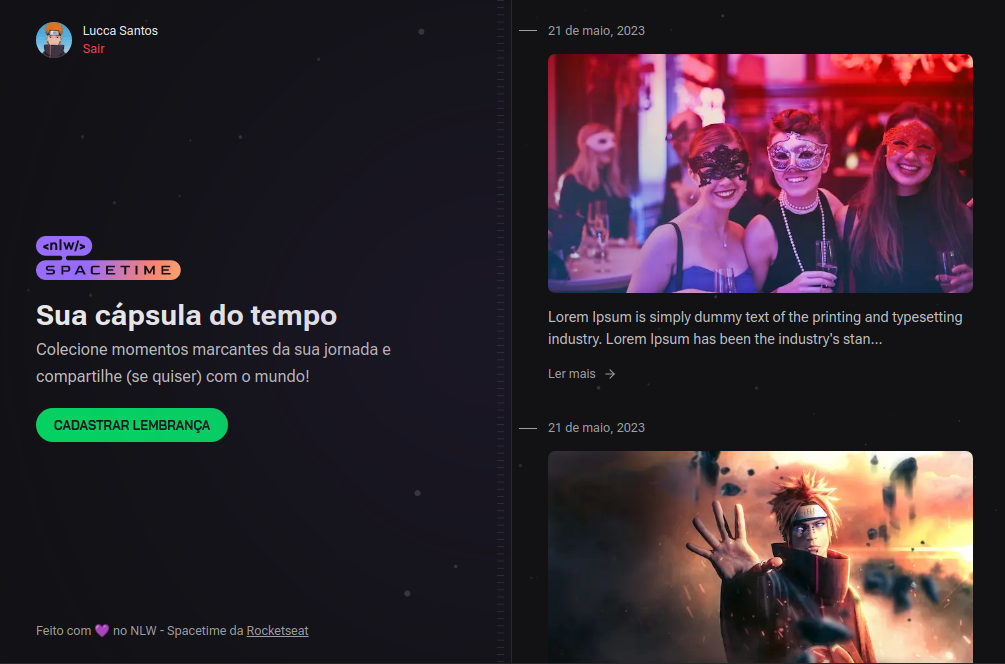 Lucca Santos
Sair
<nlw/>
SPACETIME
Sua cápsula do tempo
Colecione momentos marcantes da sua jornada e
compartilhe (se quiser) com o mundo!
CADASTRAR LEMBRANÇA
Feito com 💜 no NLW - Spacetime da Rocketseat
21 de maio, 2023
Lorem Ipsum is simply dummy text of the printing and typesetting
industry. Lorem Ipsum has been the industry's stan...
Ler mais →
21 de maio, 2023